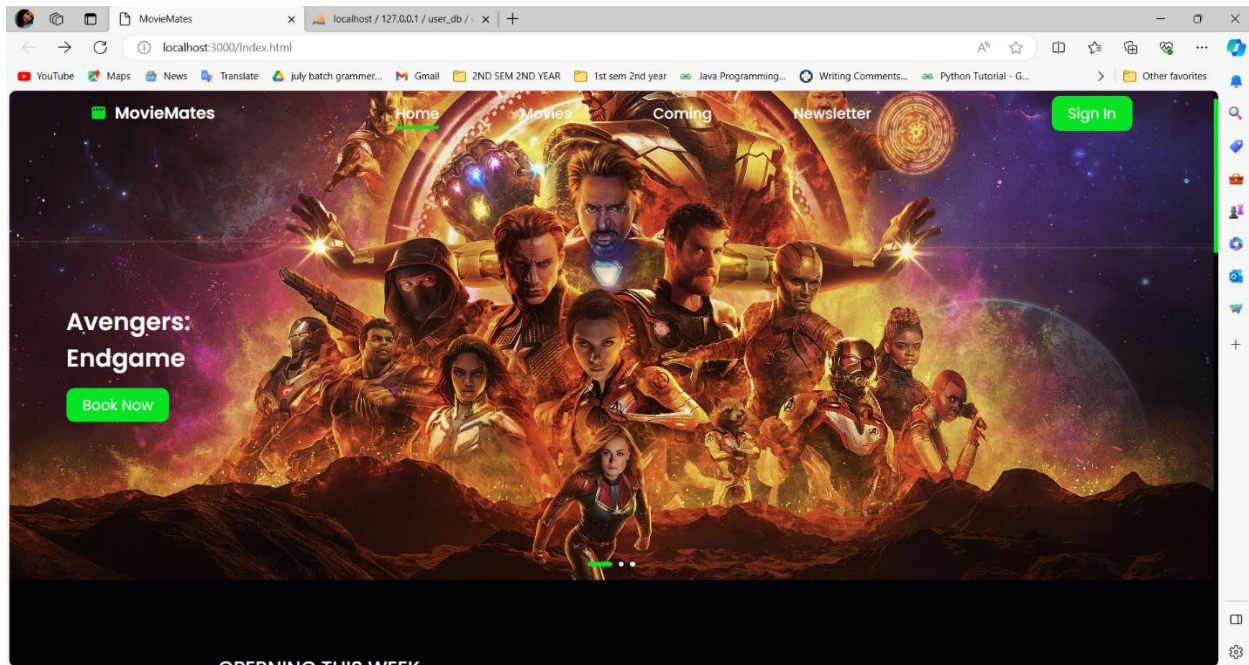 MovieMates
localhost / 127.0.0.1 / user_db /
localhost:3000/Index.html
YouTube Maps News Translate july batch grammer... Gmail 2ND SEM 2ND YEAR 1st sem 2nd year Java Programming... Writing Comments... Python Tutorial - G... Other favorites
MovieMates Home Movies Coming Newsletter Sign In
Avengers:
Endgame
Book Now
OPERNING THIS WEEK